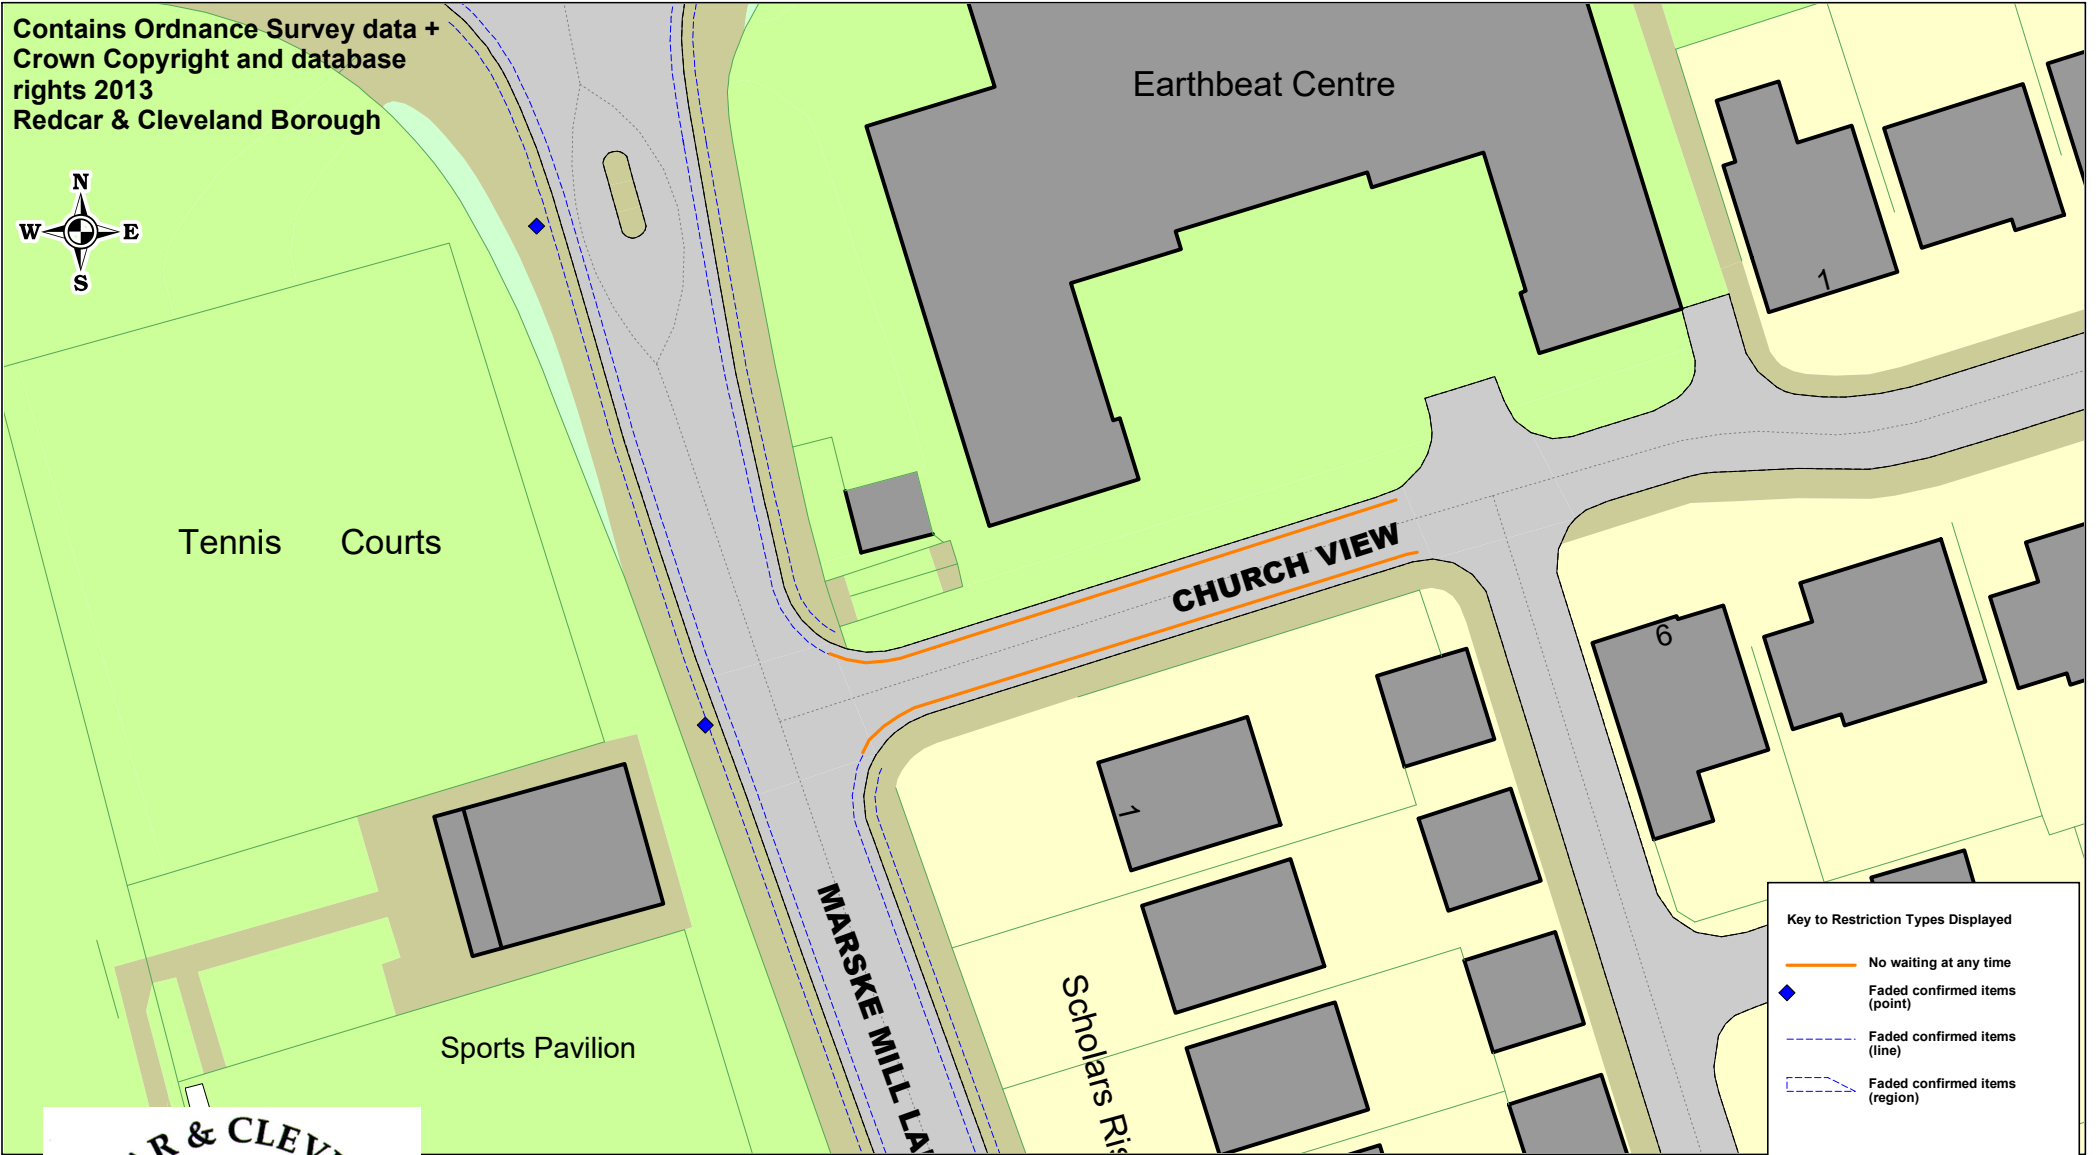 Contains Ordnance Survey data +
Crown Copyright and database
rights 2013
Redcar & Cleveland Borough
N
W E
S
Earthbeat Centre
1
Tennis Courts
CHURCH VIEW
6
1
MARSKE MILL
Scholars
Sports Pavilion
Key to Restriction Types Displayed
No waiting at any time
Faded confirmed items
(point)
Faded confirmed items
(line)
Faded confirmed items
(region)
&